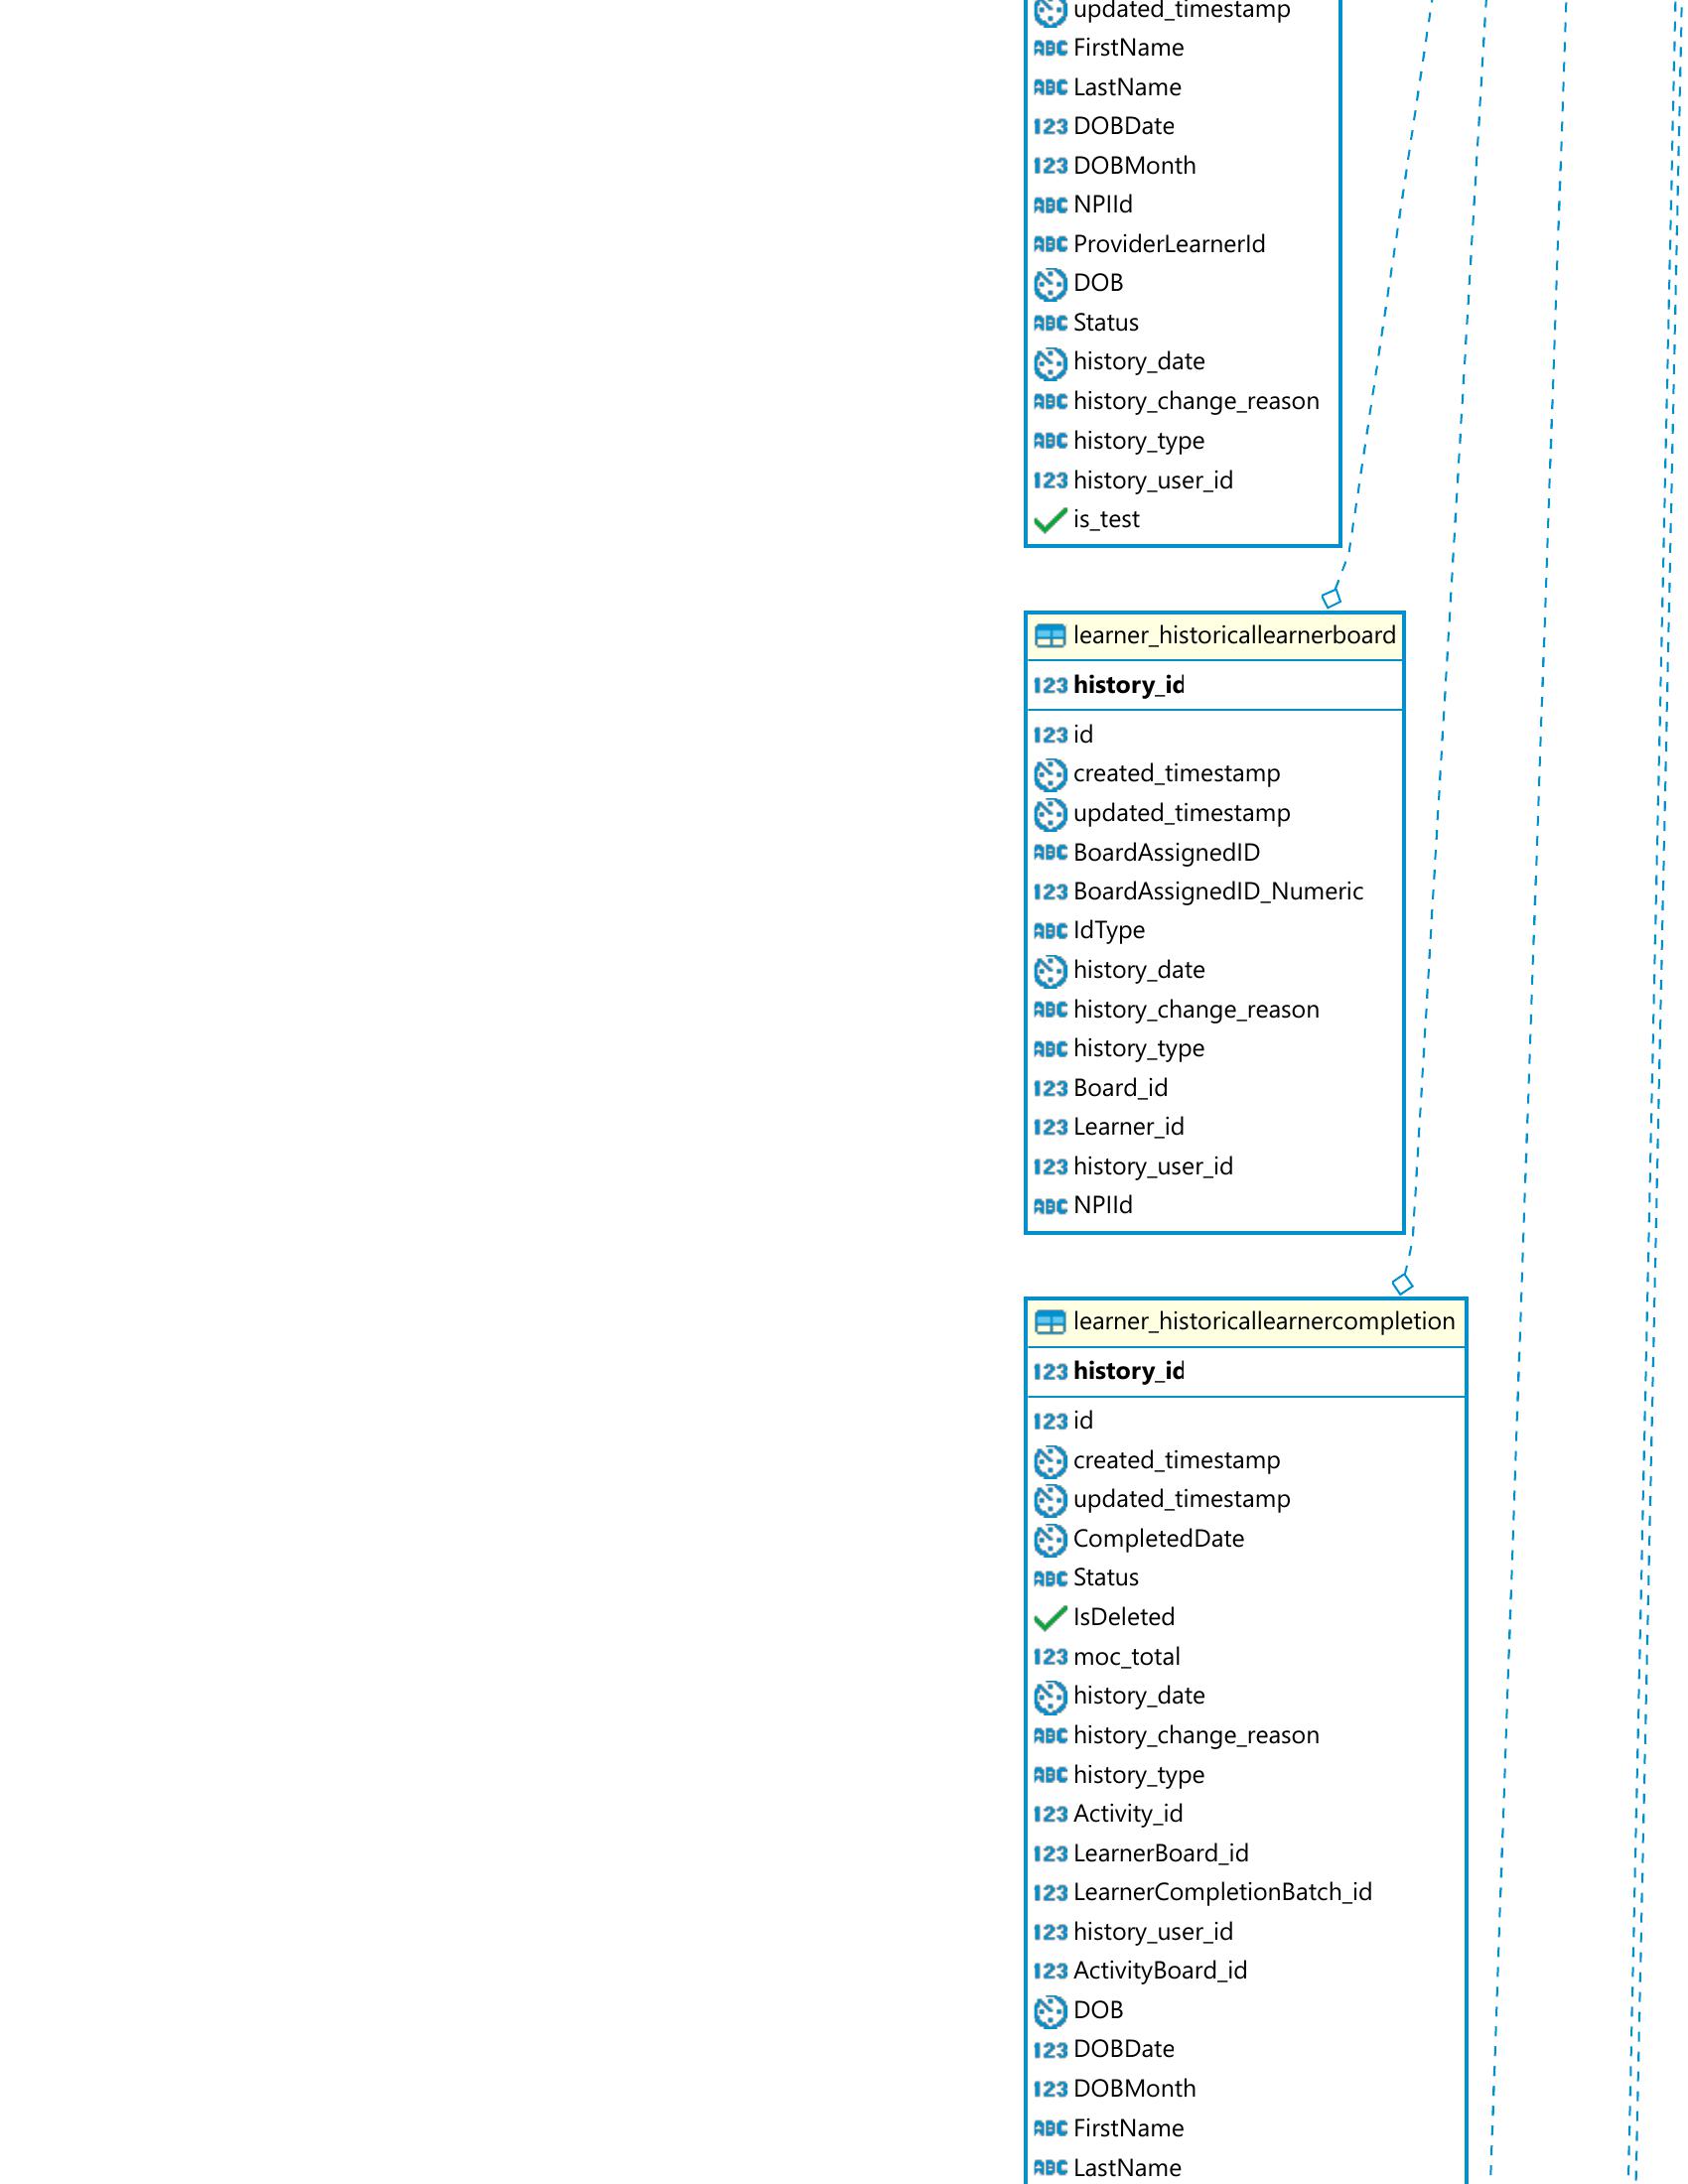 updated_timestamp
ABC FirstName
ABC LastName
123 DOBDate
123 DOBMonth
ABC NPIId
ABC ProviderLearnerId
DOB
ABC Status
history_date
ABC history_change_reason
ABC history_type
123 history_user_id
is_test
learner_historicallearnerboard
123 history_id
123 id
created_timestamp
updated_timestamp
ABC BoardAssignedID
123 BoardAssignedID_Numeric
ABC IdType
history_date
ABC history_change_reason
ABC history_type
123 Board_id
123 Learner_id
123 history_user_id
ABC NPIId
learner_historicallearnercompletion
123 history_id
123 id
created_timestamp
updated_timestamp
CompletedDate
ABC Status
IsDeleted
123 moc_total
history_date
ABC history_change_reason
ABC history_type
123 Activity_id
123 LearnerBoard_id
123 LearnerCompletionBatch_id
123 history_user_id
123 ActivityBoard_id
DOB
123 DOBDate
123 DOBMonth
ABC FirstName
ABC LastName